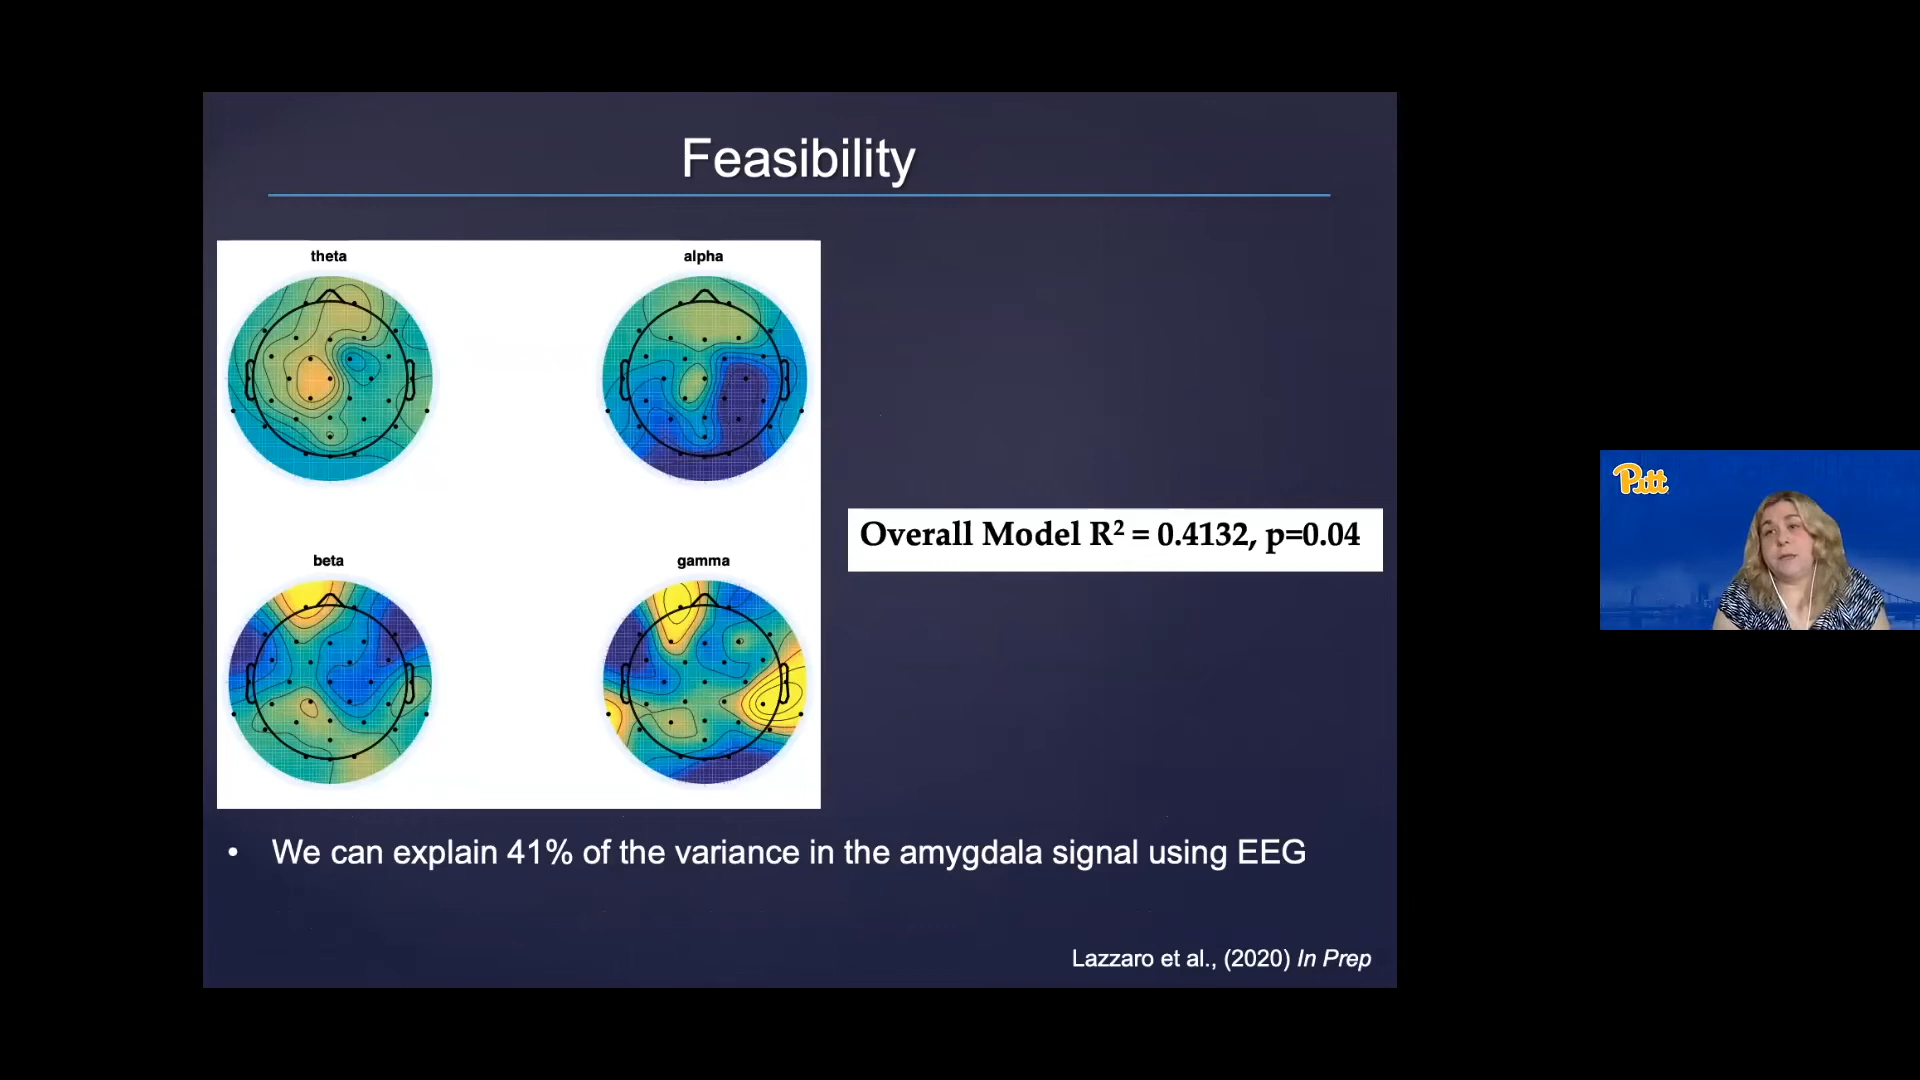 Feasibility
theta
alpha
beta
gamma
Overall Model R² = 0.4132, p=0.04
Pitt
• We can explain 41% of the variance in the amygdala signal using EEG
Lazzaro et al., (2020) In Prep